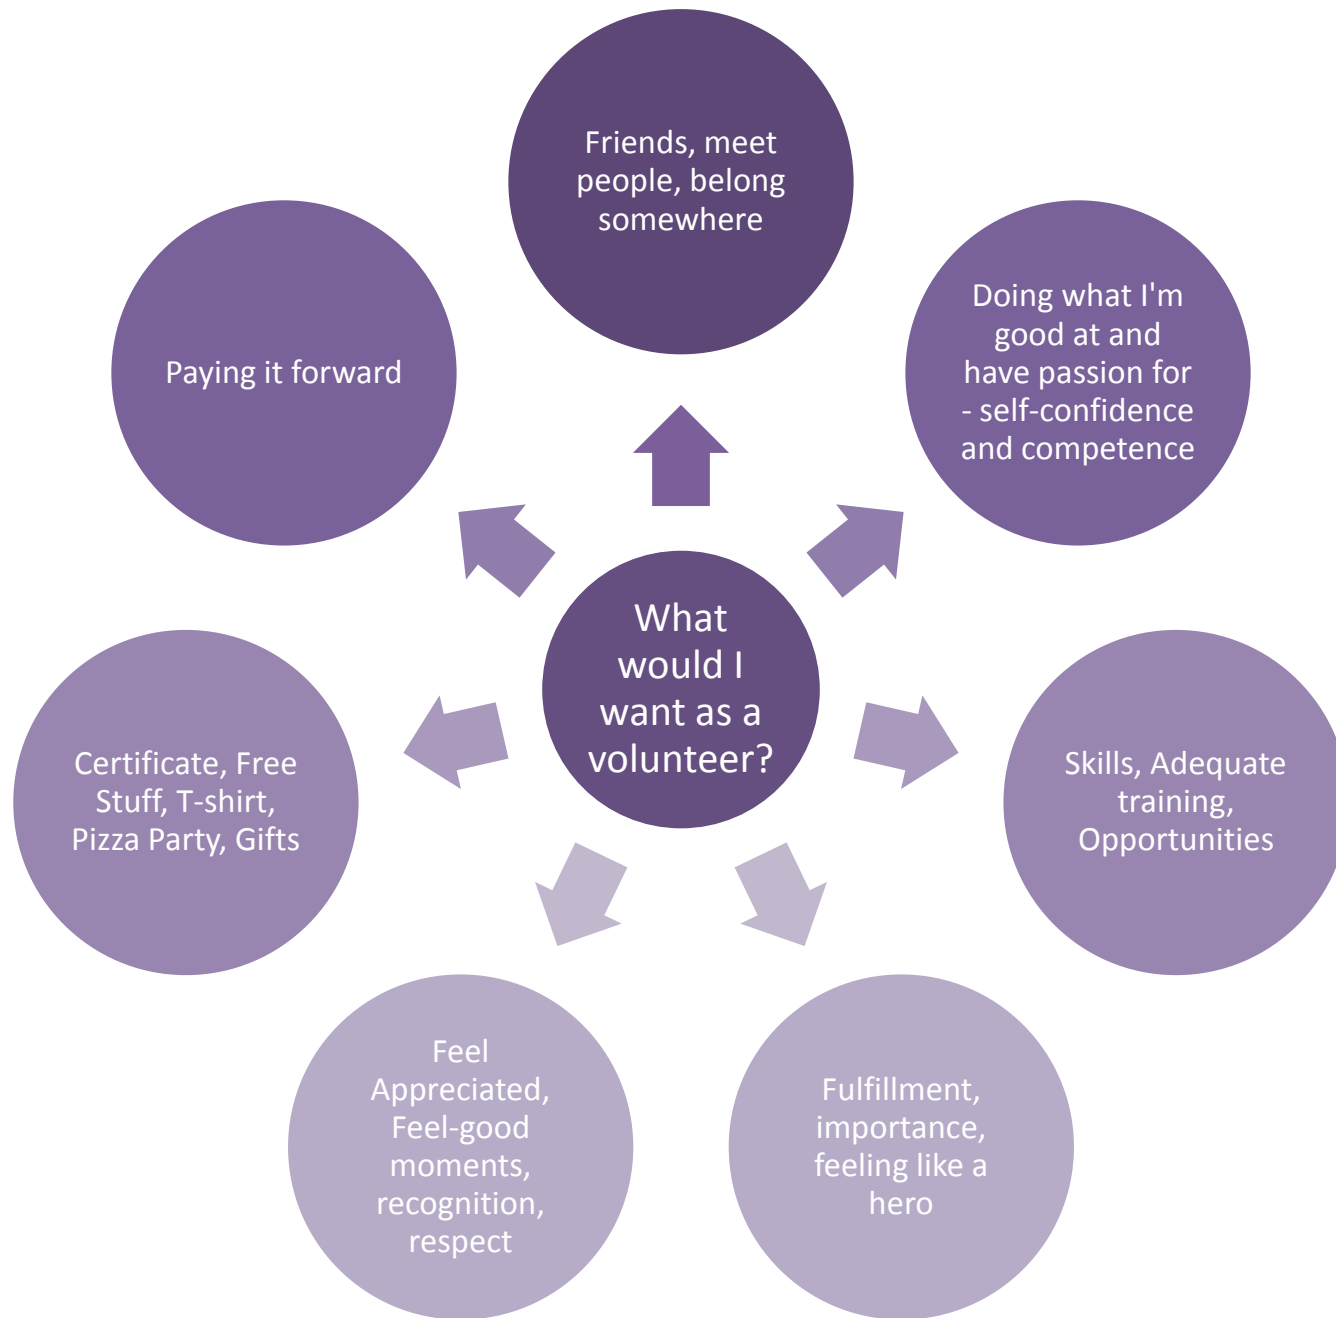 Friends, meet
people, belong
somewhere
Doing what I'm
good at and
have passion for
- self-confidence
and competence
Skills, Adequate
training,
Opportunities
Fulfillment,
importance,
feeling like a
hero
Feel
Appreciated,
Feel-good
moments,
recognition,
respect
Certificate, Free
Stuff, T-shirt,
Pizza Party, Gifts
Paying it forward
What
would I
want as a
volunteer?